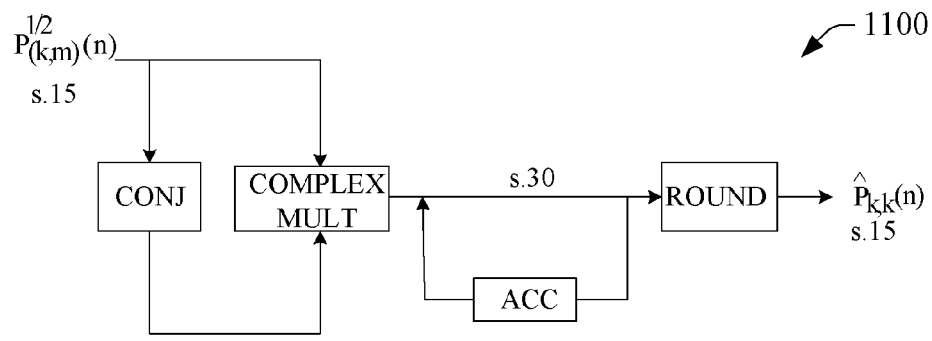 P^{1/2}_{(k,m)}(n)
1100
s.15
CONJ
COMPLEX
MULT
s.30
ROUND
P̂_{k,k}(n)
s.15
ACC